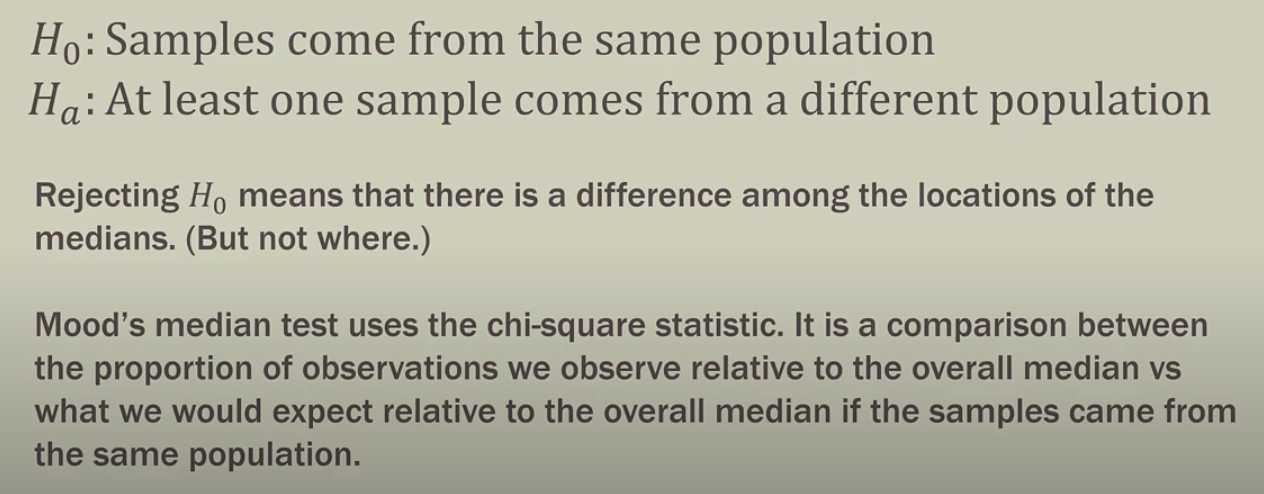 H₀: Samples come from the same population
Hₐ: At least one sample comes from a different population
Rejecting H₀ means that there is a difference among the locations of the
medians. (But not where.)
Mood’s median test uses the chi-square statistic. It is a comparison between
the proportion of observations we observe relative to the overall median vs
what we would expect relative to the overall median if the samples came from
the same population.